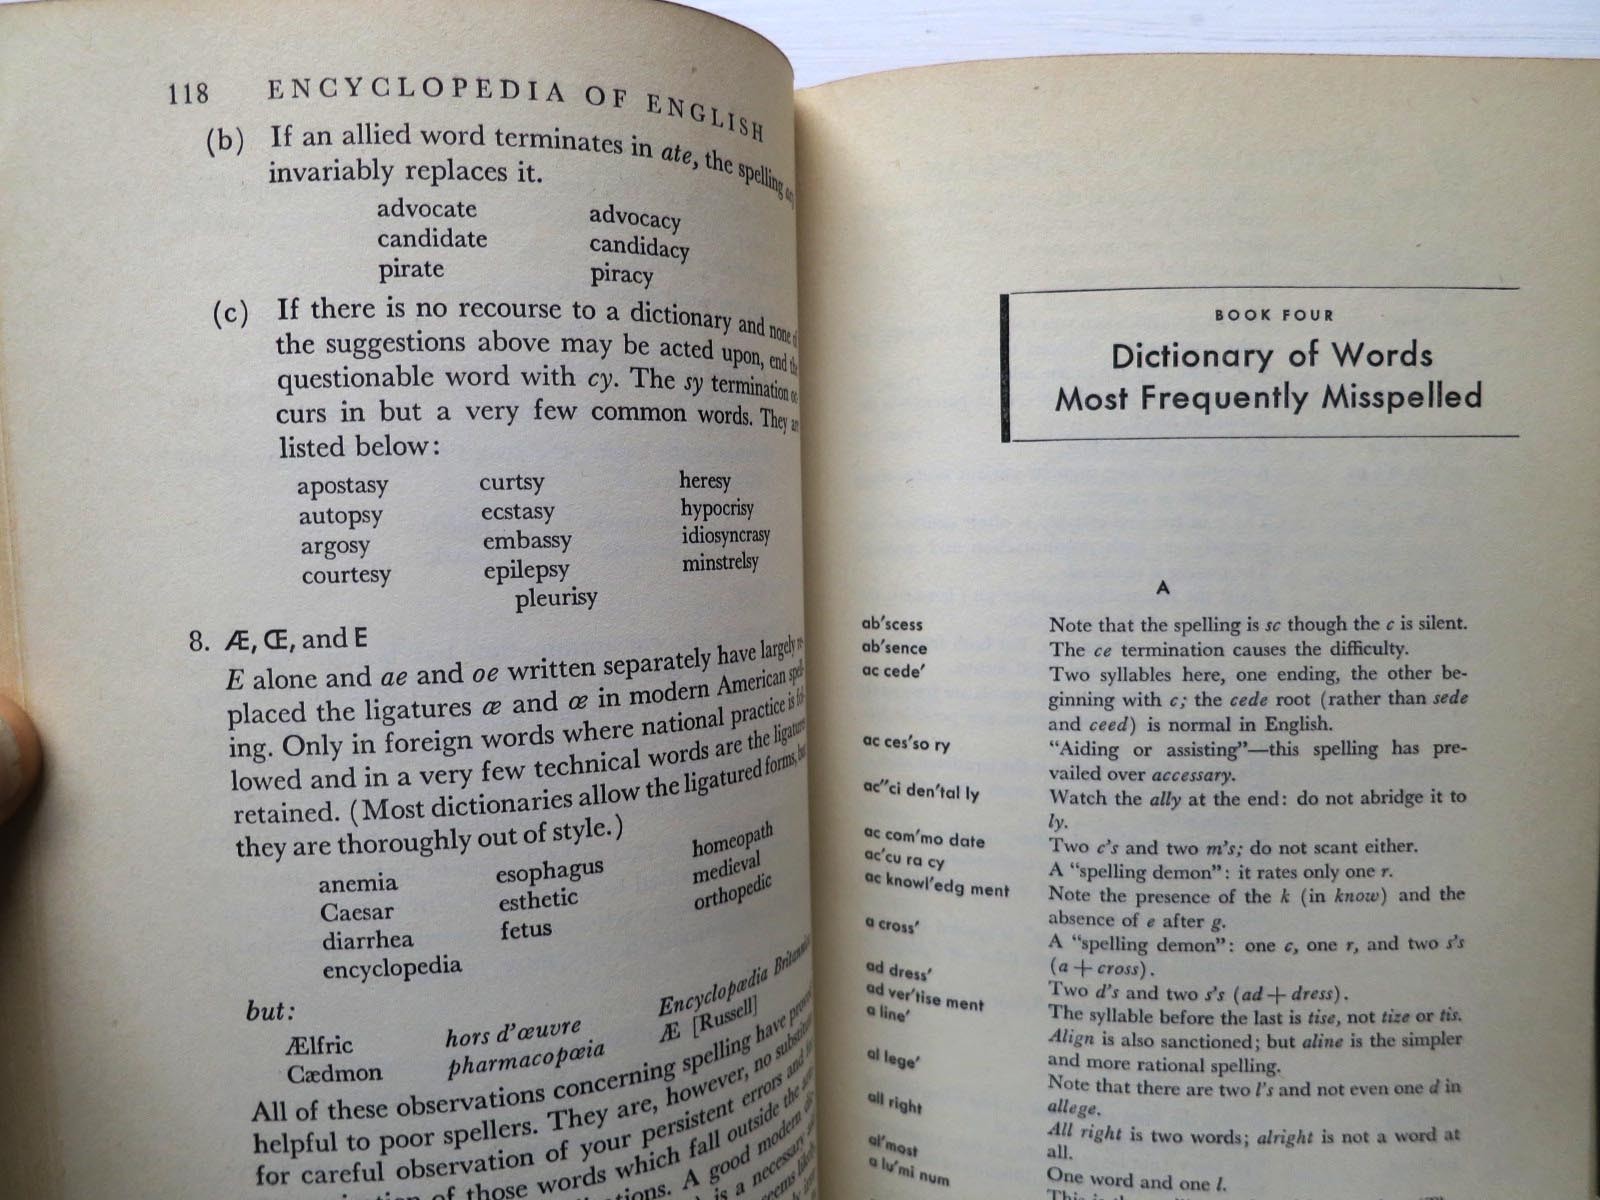 118 ENCYCLOPEDIA OF ENGLISH
(b) If an allied word terminates in ate, the spelling acy
invariably replaces it.
advocate advocacy
candidate candidacy
pirate piracy
(c) If there is no recourse to a dictionary and none of
the suggestions above may be acted upon, end the
questionable word with cy. The sy termination oc-
curs in but a very few common words. They are
listed below:
apostasy curtsy heresy
autopsy ecstasy hypocrisy
argosy embassy idiosyncrasy
courtesy epilepsy minstrelsy
pleurisy
8. Æ, Œ, and E
E alone and ae and oe written separately have largely re-
placed the ligatures æ and œ in modern American spel-
ing. Only in foreign words where national practice is fol-
lowed and in a very few technical words are the ligatures
retained. (Most dictionaries allow the ligatured forms, but
they are thoroughly out of style.)
anemia esophagus homeopath
Caesar esthetic medieval
diarrhea fetus orthopedic
encyclopedia
but:
Ælfric hors d'œuvre Encyclopædia Britannica
Cædmon pharmacopœia Æ [Russell]
All of these observations concerning spelling have proved
helpful to poor spellers. They are, however, no substitute
for careful observation of your persistent errors and for
of those words which fall outside the
A good modern
is a necessary
seems likely
BOOK FOUR
Dictionary of Words
Most Frequently Misspelled
A
ab′scess Note that the spelling is sc though the c is silent.
ab′sence The ce termination causes the difficulty.
ac cede′ Two syllables here, one ending, the other be-
ginning with c; the cede root (rather than sede
and ceed) is normal in English.
ac ces′so ry "Aiding or assisting"—this spelling has pre-
vailed over accessary.
ac″ci den′tal ly Watch the ally at the end: do not abridge it to
ly.
ac com′mo date Two c's and two m's; do not scant either.
ac′cu ra cy A "spelling demon": it rates only one r.
ac knowl′edg ment Note the presence of the k (in know) and the
absence of e after g.
a cross′ A "spelling demon": one c, one r, and two s's
(a + cross).
ad dress′ Two d's and two s's (ad + dress).
ad ver′tise ment The syllable before the last is tise, not tize or tis.
a line′ Align is also sanctioned; but aline is the simpler
and more rational spelling.
al lege′ Note that there are two l's and not even one d in
allege.
all right All right is two words; alright is not a word at
all.
al′most One word and one l.
a lu′mi num This is the